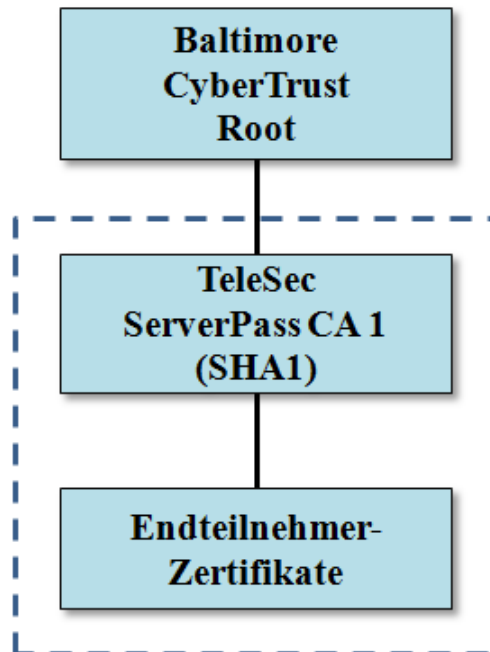 Baltimore
CyberTrust
Root
TeleSec
ServerPass CA 1
(SHA1)
Endteilnehmer-
Zertifikate